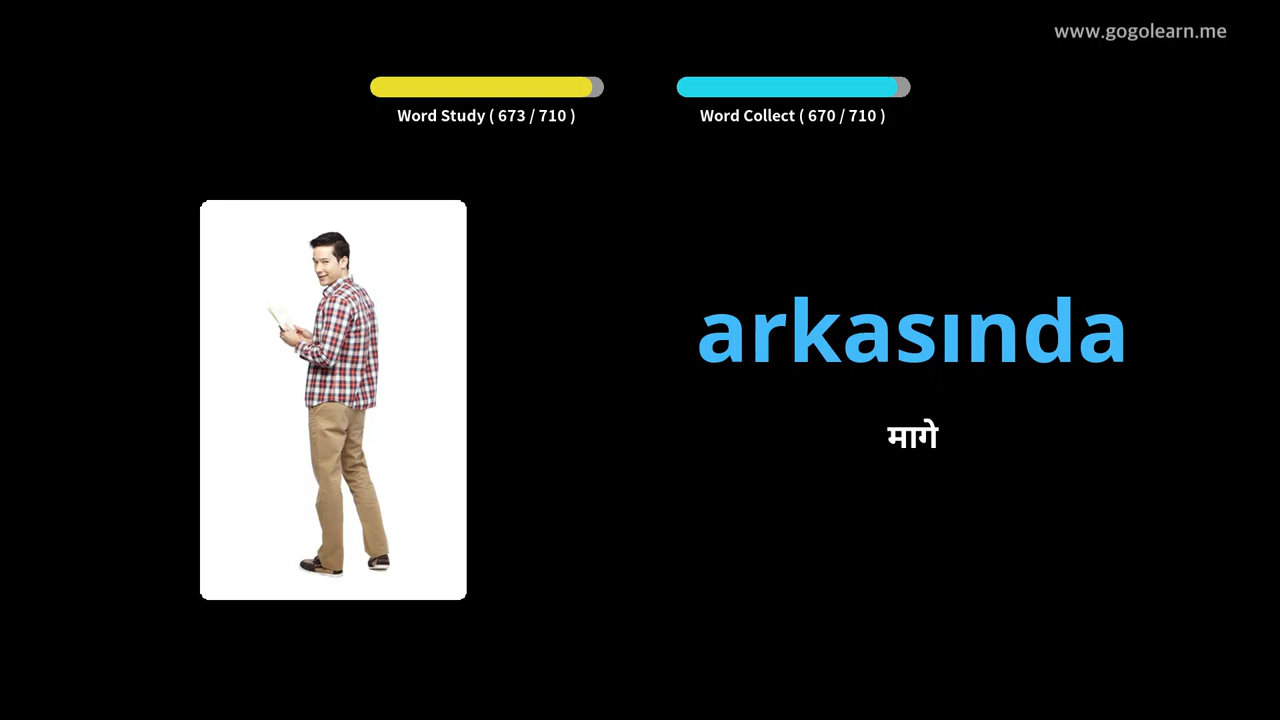 www.gogolearn.me
Word Study ( 673 / 710 )
Word Collect ( 670 / 710 )
arkasında
मागे